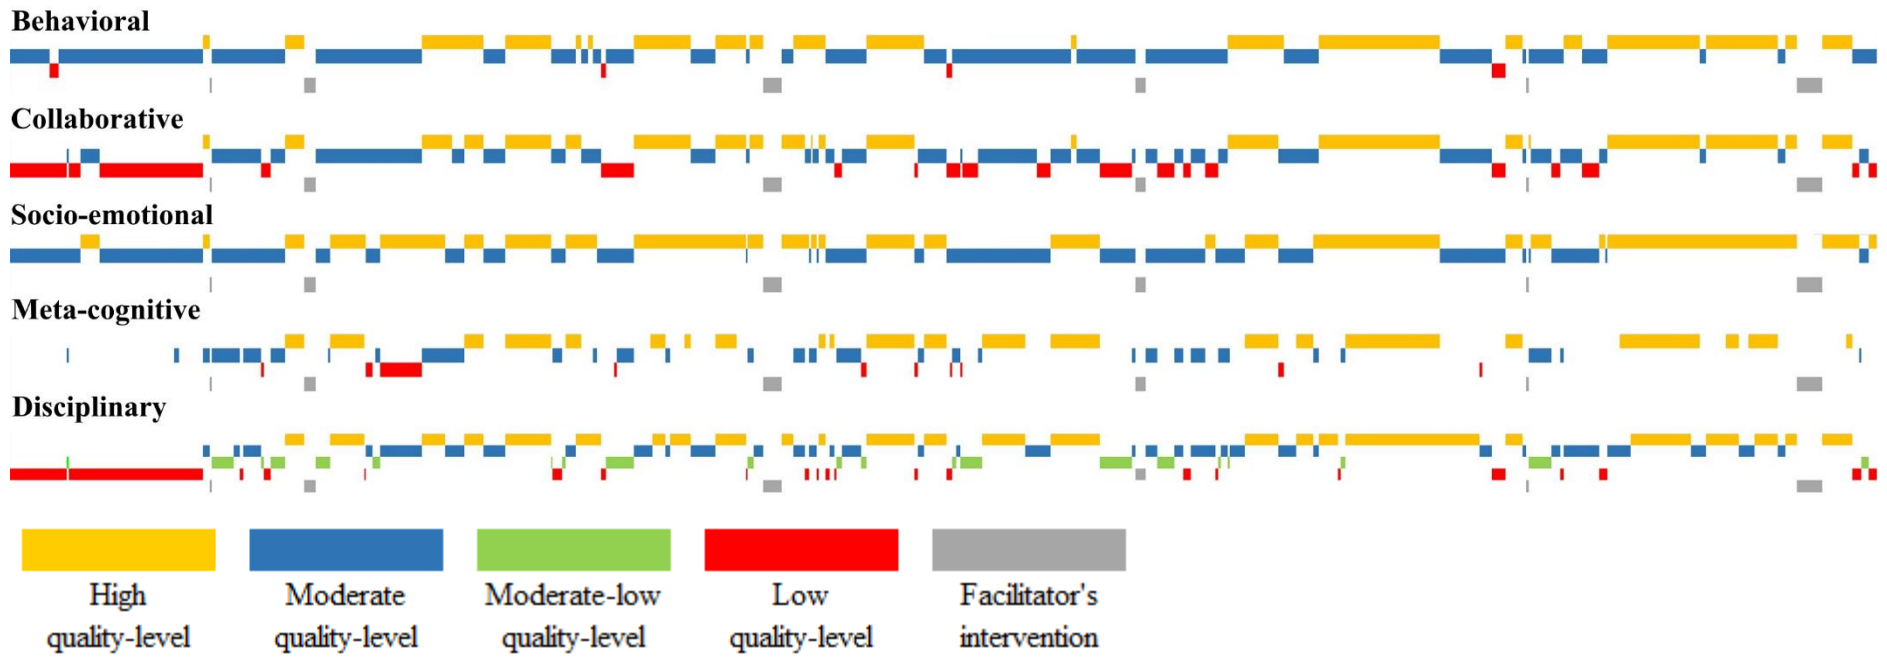 Behavioral
Collaborative
Socio-emotional
Meta-cognitive
Disciplinary
High
quality-level
Moderate
quality-level
Moderate-low
quality-level
Low
quality-level
Facilitator's
intervention